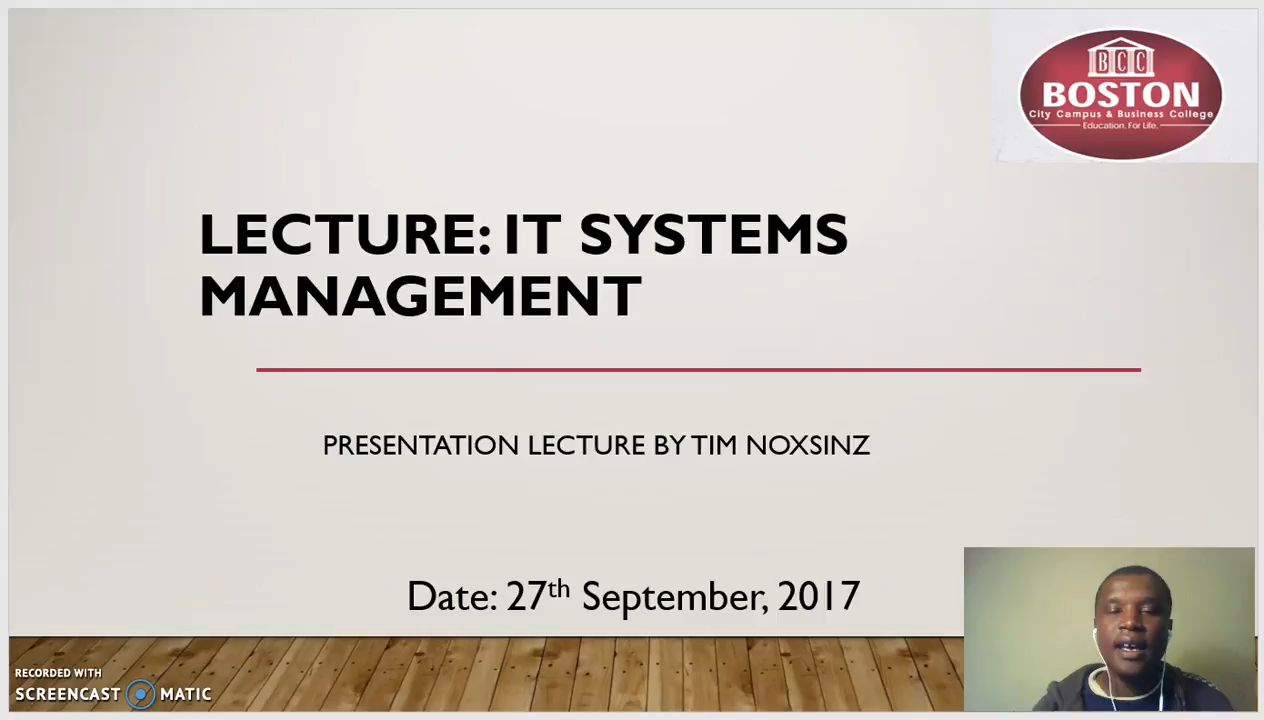 BCC
BOSTON
City Campus & Business College
Education. For Life.
LECTURE: IT SYSTEMS
MANAGEMENT
PRESENTATION LECTURE BY TIM NOXSINZ
Date: 27th September, 2017
RECORDED WITH
SCREENCAST MATIC